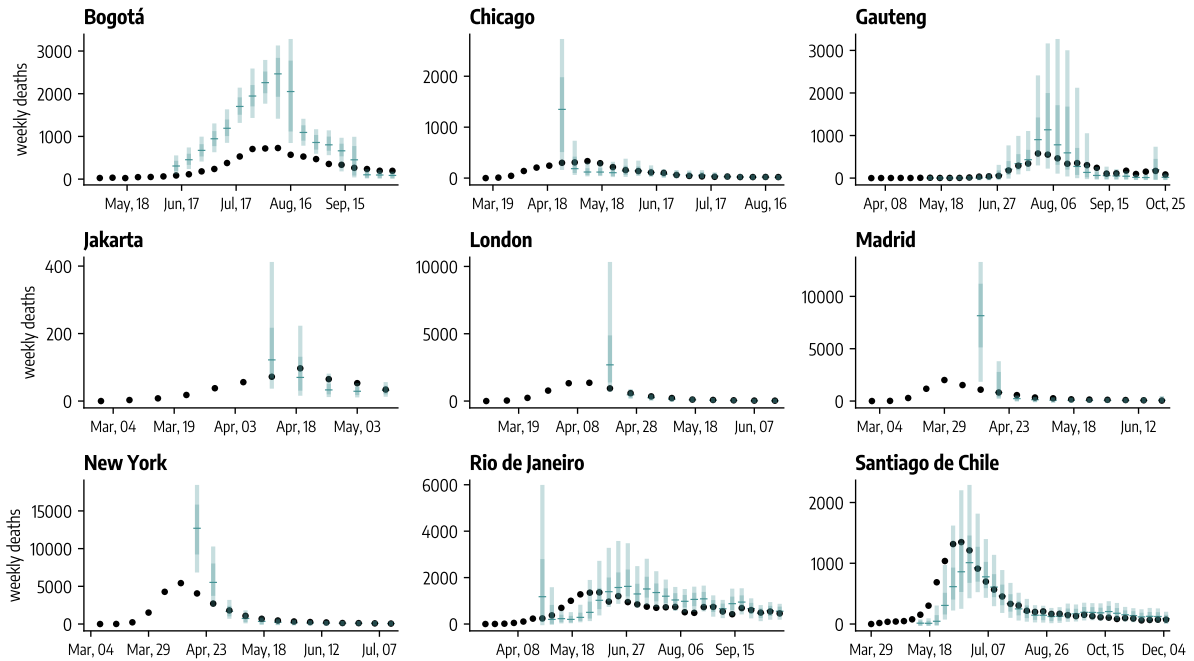 Bogotá
Chicago
Gauteng
weekly deaths
3000
2000
1000
0
May, 18
Jun, 17
Jul, 17
Aug, 16
Sep, 15
2000
1000
0
Mar, 19
Apr, 18
May, 18
Jun, 17
Jul, 17
Aug, 16
3000
2000
1000
0
Apr, 08
May, 18
Jun, 27
Aug, 06
Sep, 15
Oct, 25
Jakarta
London
Madrid
weekly deaths
400
200
0
Mar, 04
Mar, 19
Apr, 03
Apr, 18
May, 03
10000
5000
0
Mar, 19
Apr, 08
Apr, 28
May, 18
Jun, 07
10000
5000
0
Mar, 04
Mar, 29
Apr, 23
May, 18
Jun, 12
New York
Rio de Janeiro
Santiago de Chile
weekly deaths
15000
10000
5000
0
Mar, 04
Mar, 29
Apr, 23
May, 18
Jun, 12
Jul, 07
6000
4000
2000
0
Apr, 08
May, 18
Jun, 27
Aug, 06
Sep, 15
2000
1000
0
Mar, 29
May, 18
Jul, 07
Aug, 26
Oct, 15
Dec, 04